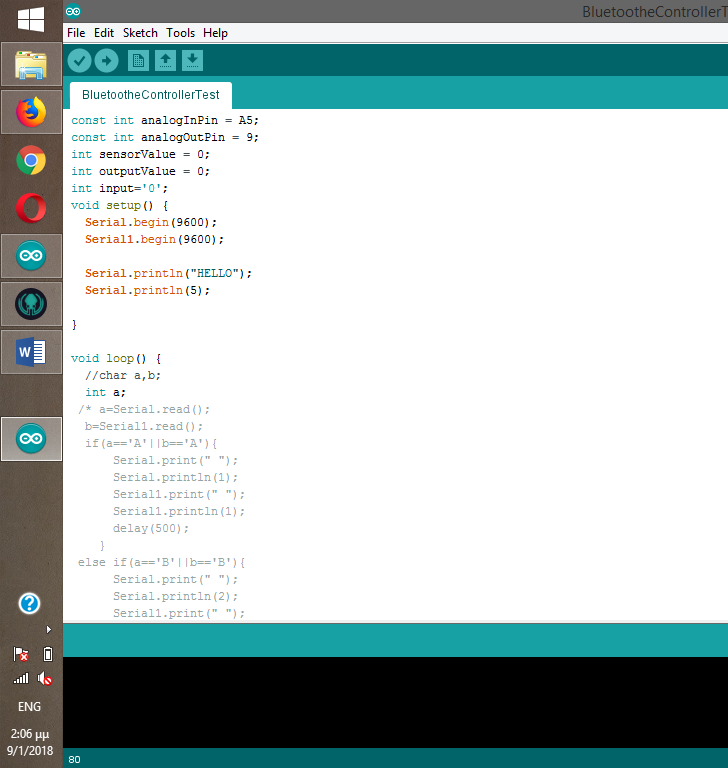 BluetootheControllerT
File Edit Sketch Tools Help
BluetootheControllerTest
const int analogInPin = A5;
const int analogOutPin = 9;
int sensorValue = 0;
int outputValue = 0;
int input='0';
void setup() {
Serial.begin(9600);
Serial1.begin(9600);
Serial.println("HELLO");
Serial.println(5);
}
void loop() {
//char a,b;
int a;
/* a=Serial.read();
b=Serial1.read();
if(a=='A'||b=='A'){
Serial.print(" ");
Serial.println(1);
Serial1.print(" ");
Serial1.println(1);
delay(500);
}
else if(a=='B'||b=='B'){
Serial.print(" ");
Serial.println(2);
Serial1.print(" ");
W
?
ENG
2:06 μμ
9/1/2018
80